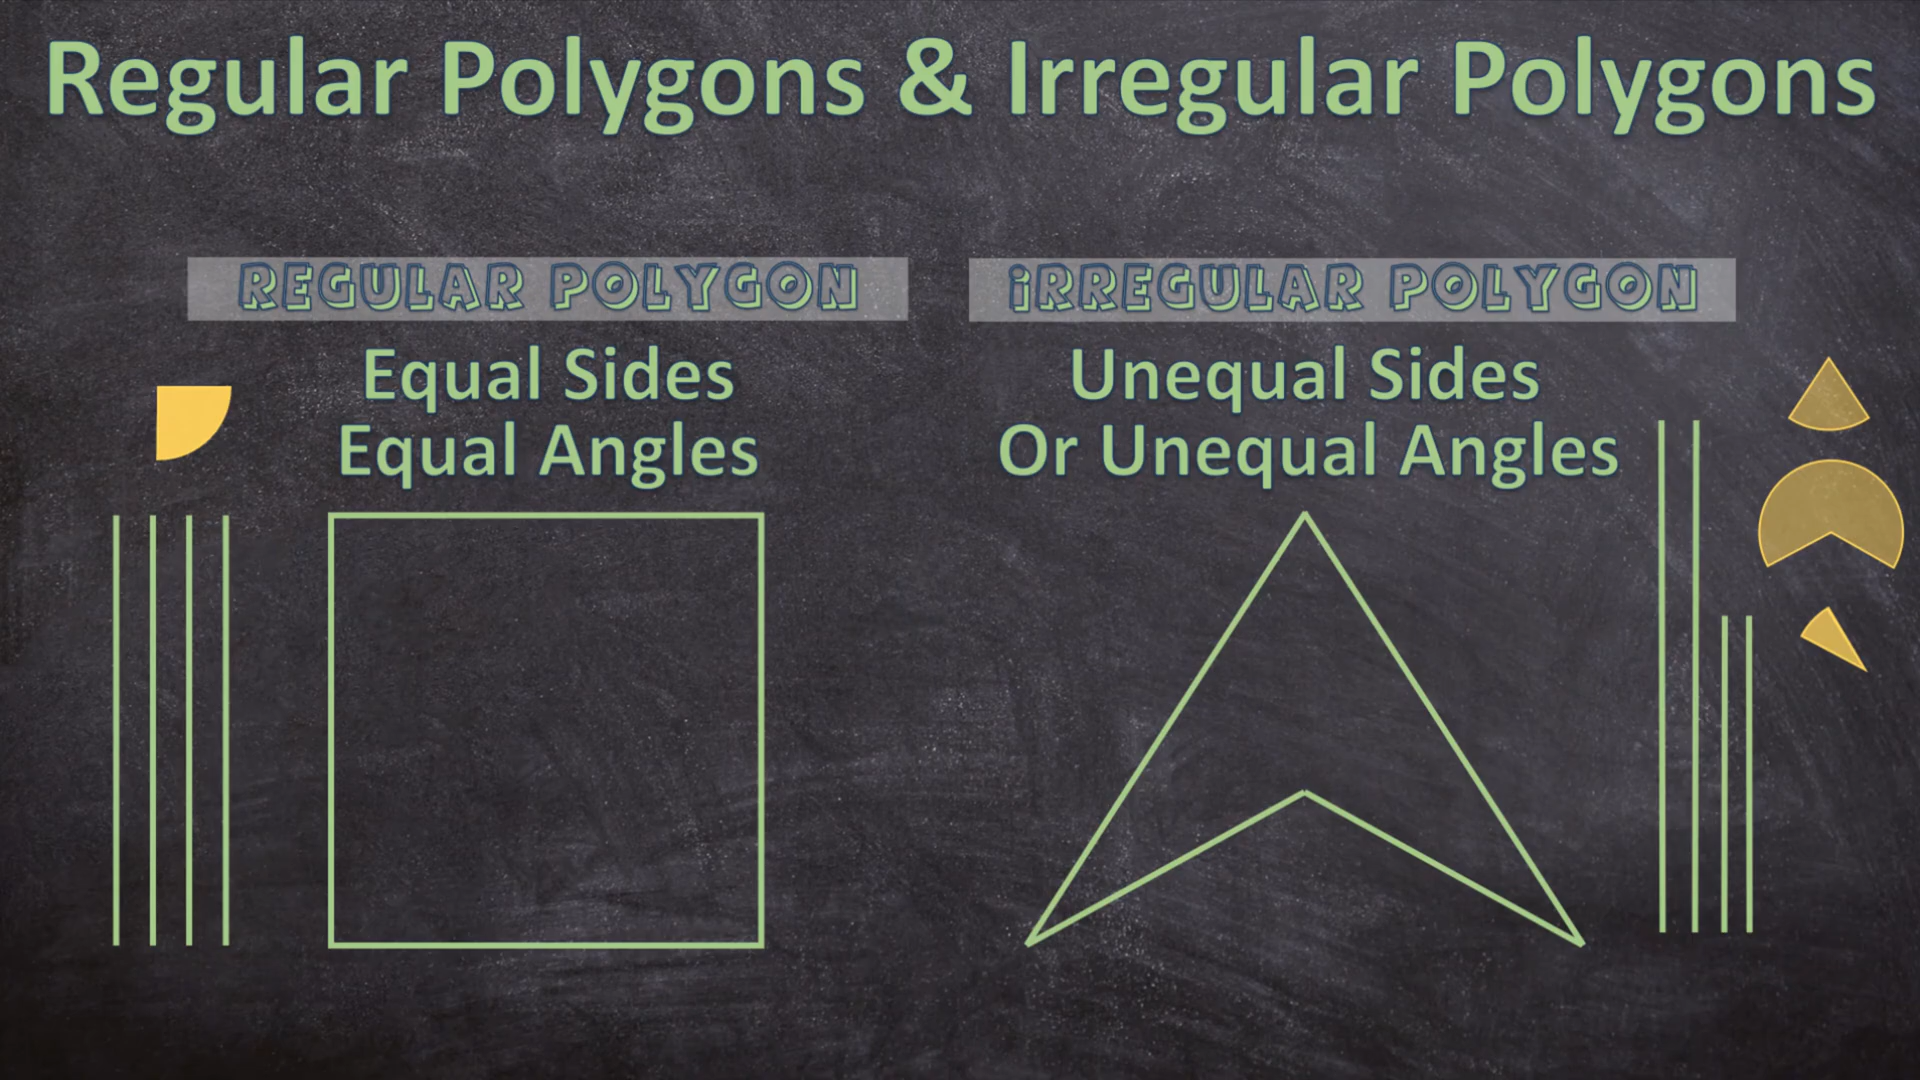 Regular Polygons & Irregular Polygons
REGULAR POLYGON
Equal Sides
Equal Angles
iRREGULAR POLYGON
Unequal Sides
Or Unequal Angles